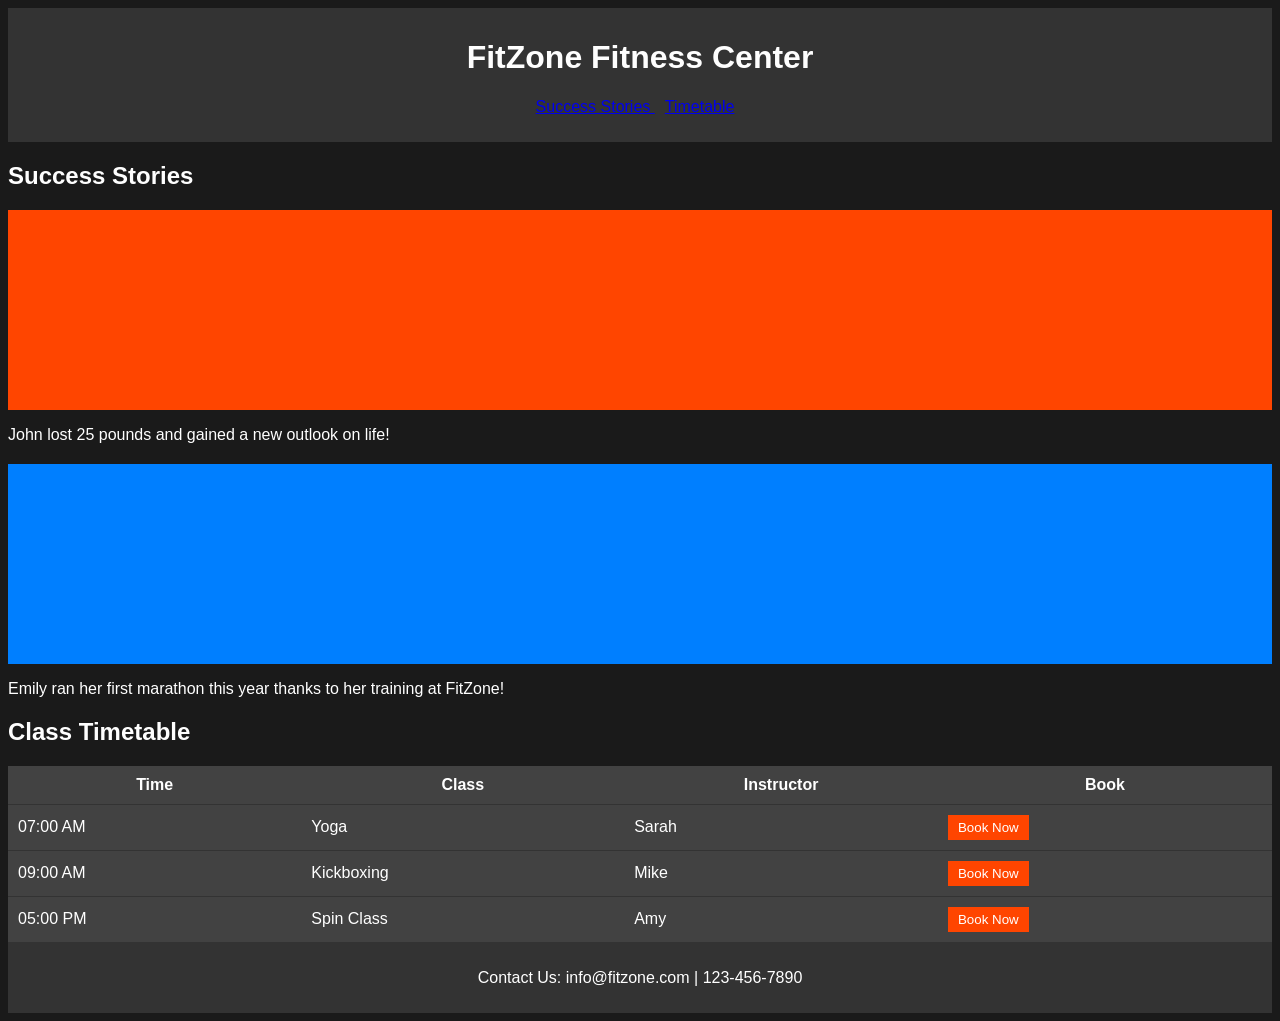 FitZone Fitness Center
Success Stories Timetable
Success Stories
John lost 25 pounds and gained a new outlook on life!
Emily ran her first marathon this year thanks to her training at FitZone!
Class Timetable
Time Class Instructor Book
07:00 AM Yoga Sarah Book Now
09:00 AM Kickboxing Mike Book Now
05:00 PM Spin Class Amy Book Now
Contact Us: info@fitzone.com | 123-456-7890